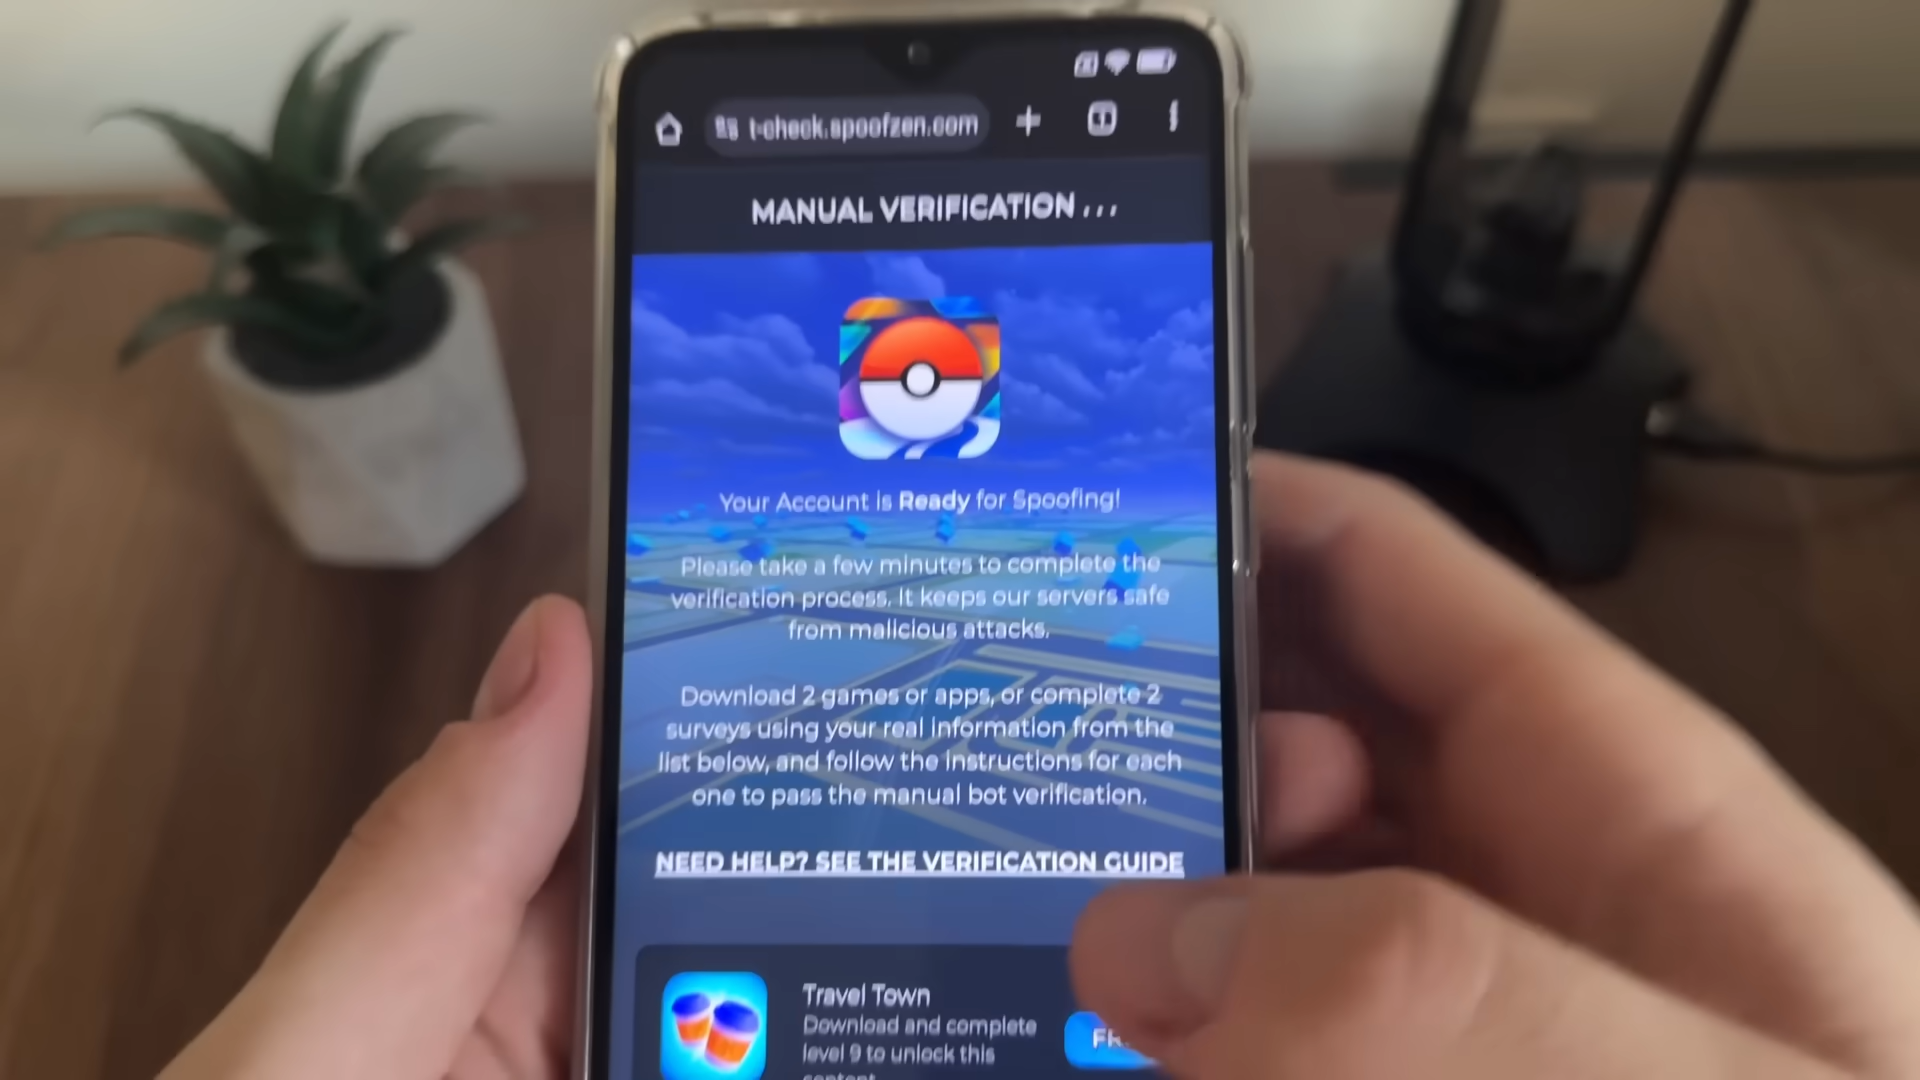 t-check.spoofzen.com
MANUAL VERIFICATION...
Your Account is Ready for Spoofing!
Please take a few minutes to complete the
verification process. It keeps our servers safe
from malicious attacks.
Download 2 games or apps, or complete 2
surveys using your real information from the
list below, and follow the instructions for each
one to pass the manual bot verification.
NEED HELP? SEE THE VERIFICATION GUIDE
Travel Town
Download and complete
level 9 to unlock this